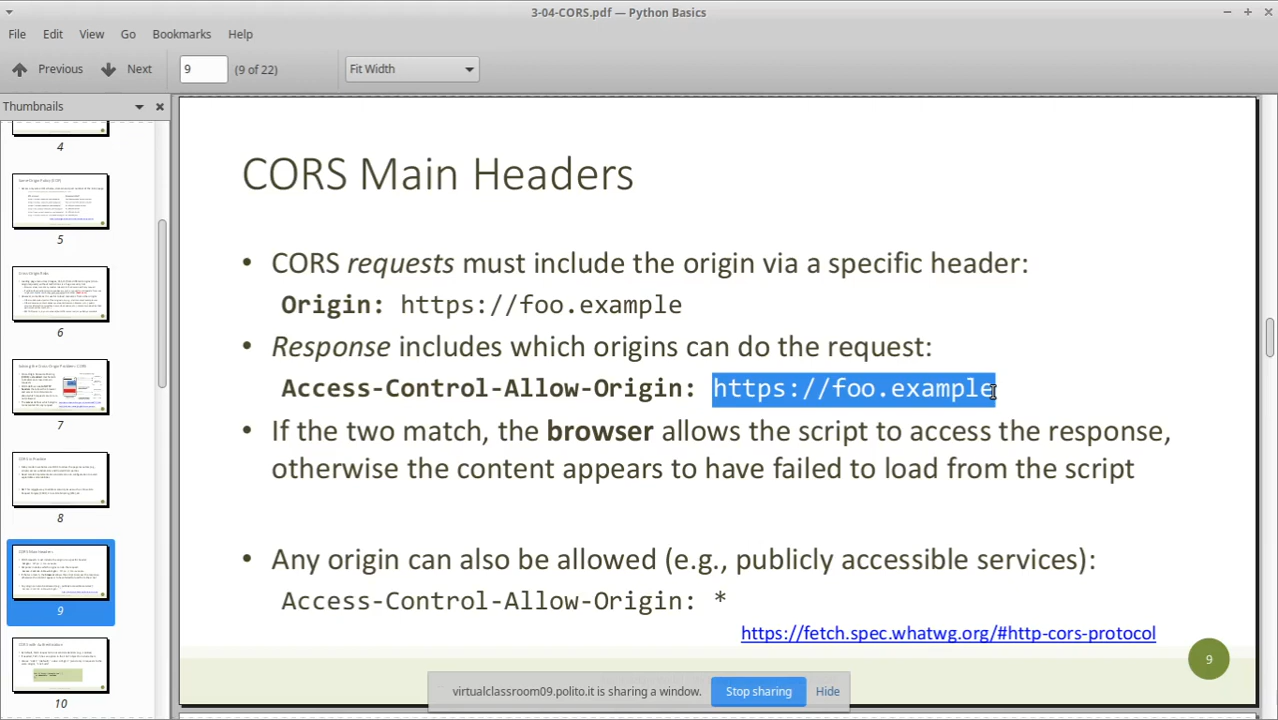 3-04-CORS.pdf — Python Basics
File Edit View Go Bookmarks Help
Previous Next 9 (9 of 22) Fit Width
Thumbnails
4
5
6
7
8
9
10
CORS Main Headers
• CORS requests must include the origin via a specific header:
Origin: https://foo.example
• Response includes which origins can do the request:
Access-Control-Allow-Origin: https://foo.example
• If the two match, the browser allows the script to access the response,
otherwise the content appears to have failed to load from the script
• Any origin can also be allowed (e.g., publicly accessible services):
Access-Control-Allow-Origin: *
https://fetch.spec.whatwg.org/#http-cors-protocol
9
virtualclassroom09.polito.it is sharing a window. Stop sharing Hide